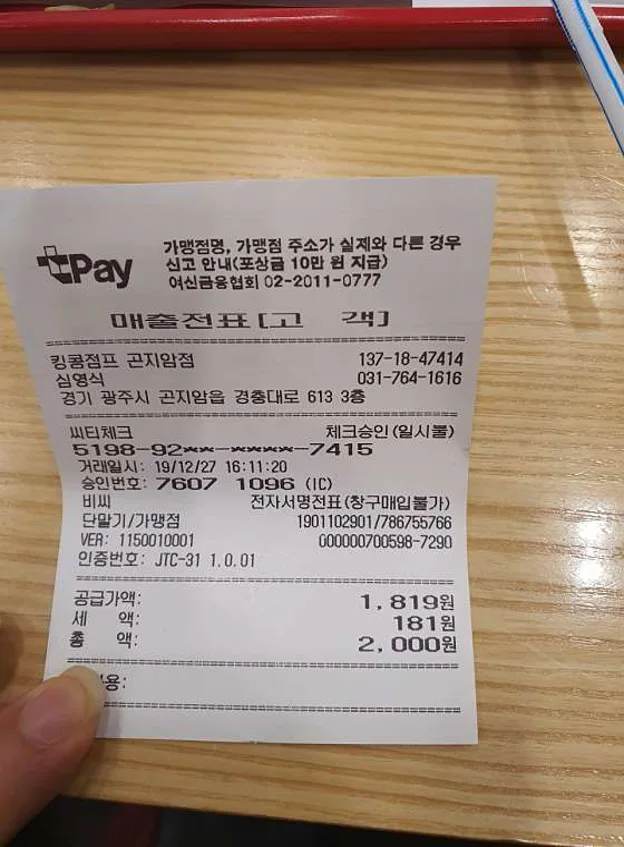 Pay
가맹점명, 가맹점 주소가 실제와 다른 경우
신고 안내(포상금 10만 원 지급)
여신금융협회 02-2011-0777
매출전표[고 객]
킹콩점프 곤지암점 137-18-47414
심영식 031-764-1616
경기 광주시 곤지암읍 경충대로 613 3층
씨티체크 체크승인(일시불)
5198-92**-****-7415
거래일시: 19/12/27 16:11:20
승인번호: 7607 1096 (IC)
비씨 전자서명전표(창구매입불가)
단말기/가맹점 1901102901/786755766
VER: 1150010001 000000700598-7290
인증번호: JTC-31 1.0.01
공급가액: 1,819원
세 액: 181원
총 액: 2,000원
용: